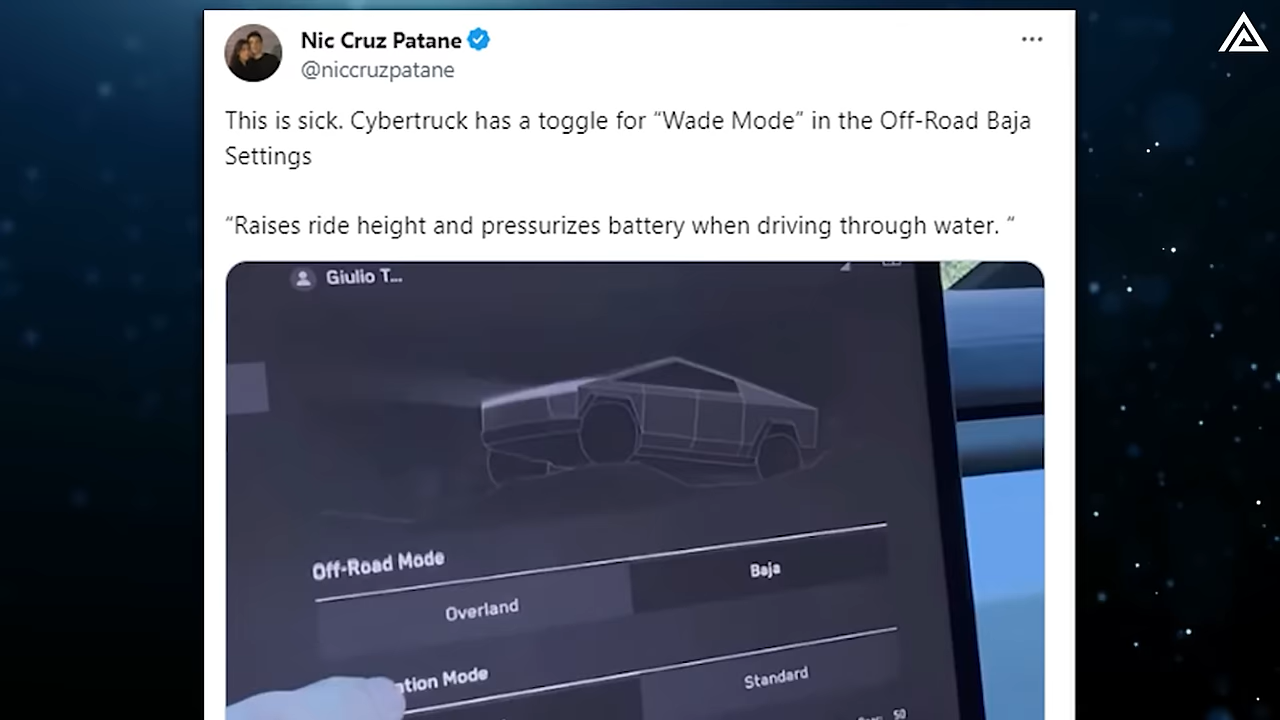 Nic Cruz Patane
@niccruzpatane
This is sick. Cybertruck has a toggle for “Wade Mode” in the Off-Road Baja
Settings
“Raises ride height and pressurizes battery when driving through water. “
Giulio T...
Off-Road Mode
Overland
Baja
Mode
Standard
50